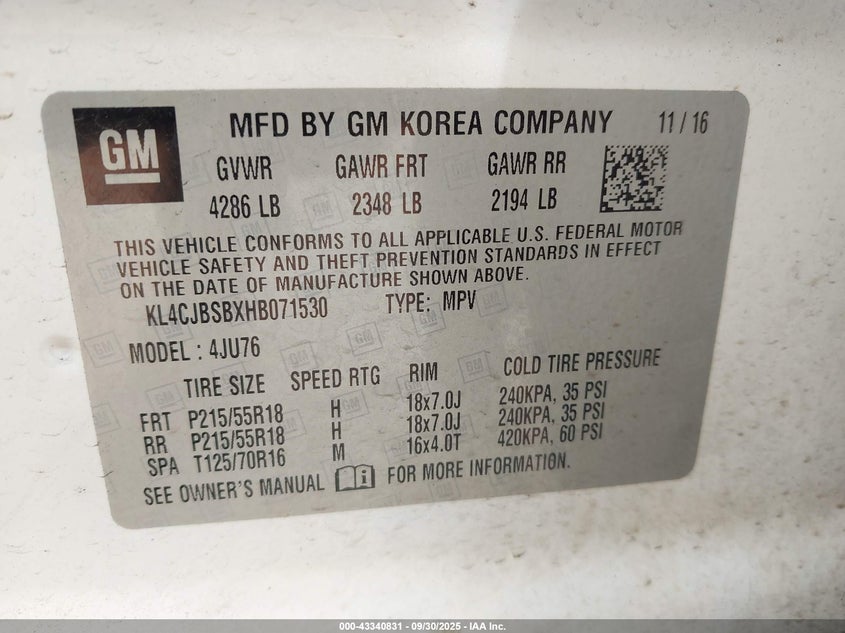 GM
MFD BY GM KOREA COMPANY 11 / 16
GVWR GAWR FRT GAWR RR
4286 LB 2348 LB 2194 LB
THIS VEHICLE CONFORMS TO ALL APPLICABLE U.S. FEDERAL MOTOR
VEHICLE SAFETY AND THEFT PREVENTION STANDARDS IN EFFECT
ON THE DATE OF MANUFACTURE SHOWN ABOVE.
KL4CJBSBXHB071530 TYPE: MPV
MODEL : 4JU76
TIRE SIZE SPEED RTG RIM COLD TIRE PRESSURE
FRT P215/55R18 H 18x7.0J 240KPA, 35 PSI
RR P215/55R18 H 18x7.0J 240KPA, 35 PSI
SPA T125/70R16 M 16x4.0T 420KPA, 60 PSI
SEE OWNER'S MANUAL FOR MORE INFORMATION.
000-43340831 - 09/30/2025 - IAA Inc.